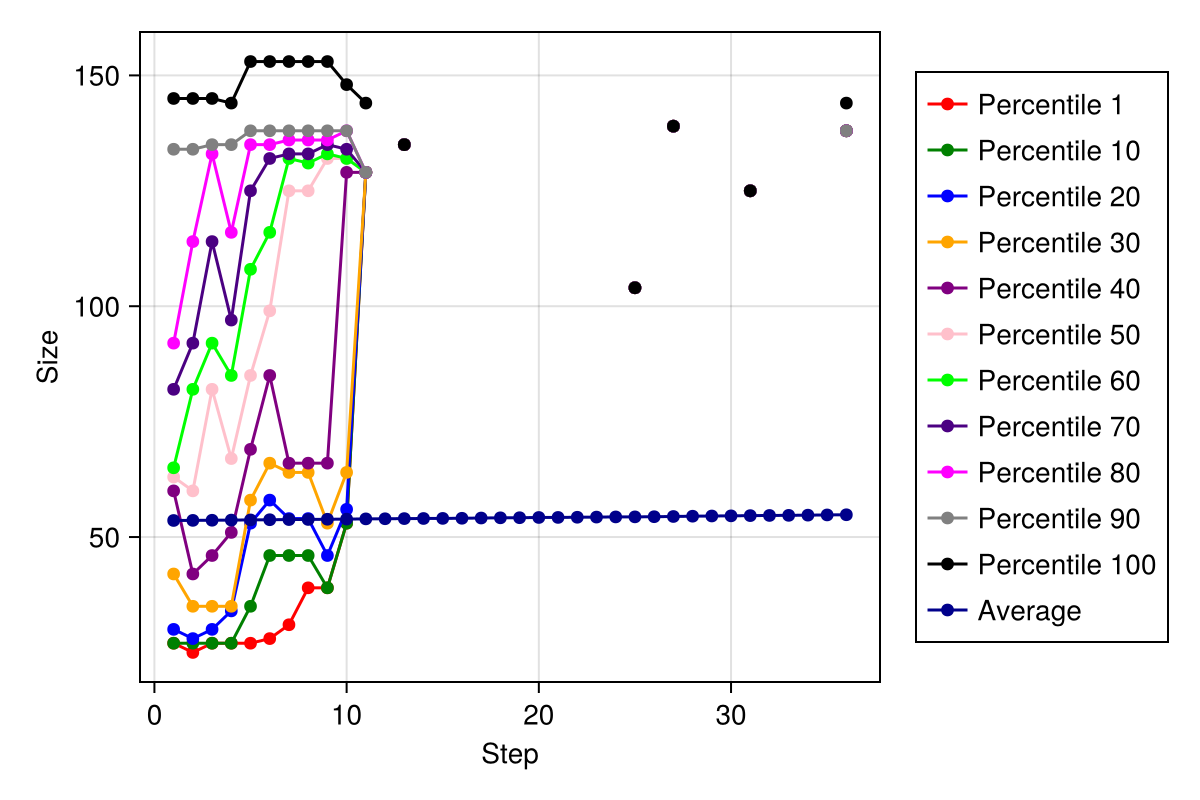 150
100
50
Size
0
10
20
30
Step
Percentile 1
Percentile 10
Percentile 20
Percentile 30
Percentile 40
Percentile 50
Percentile 60
Percentile 70
Percentile 80
Percentile 90
Percentile 100
Average